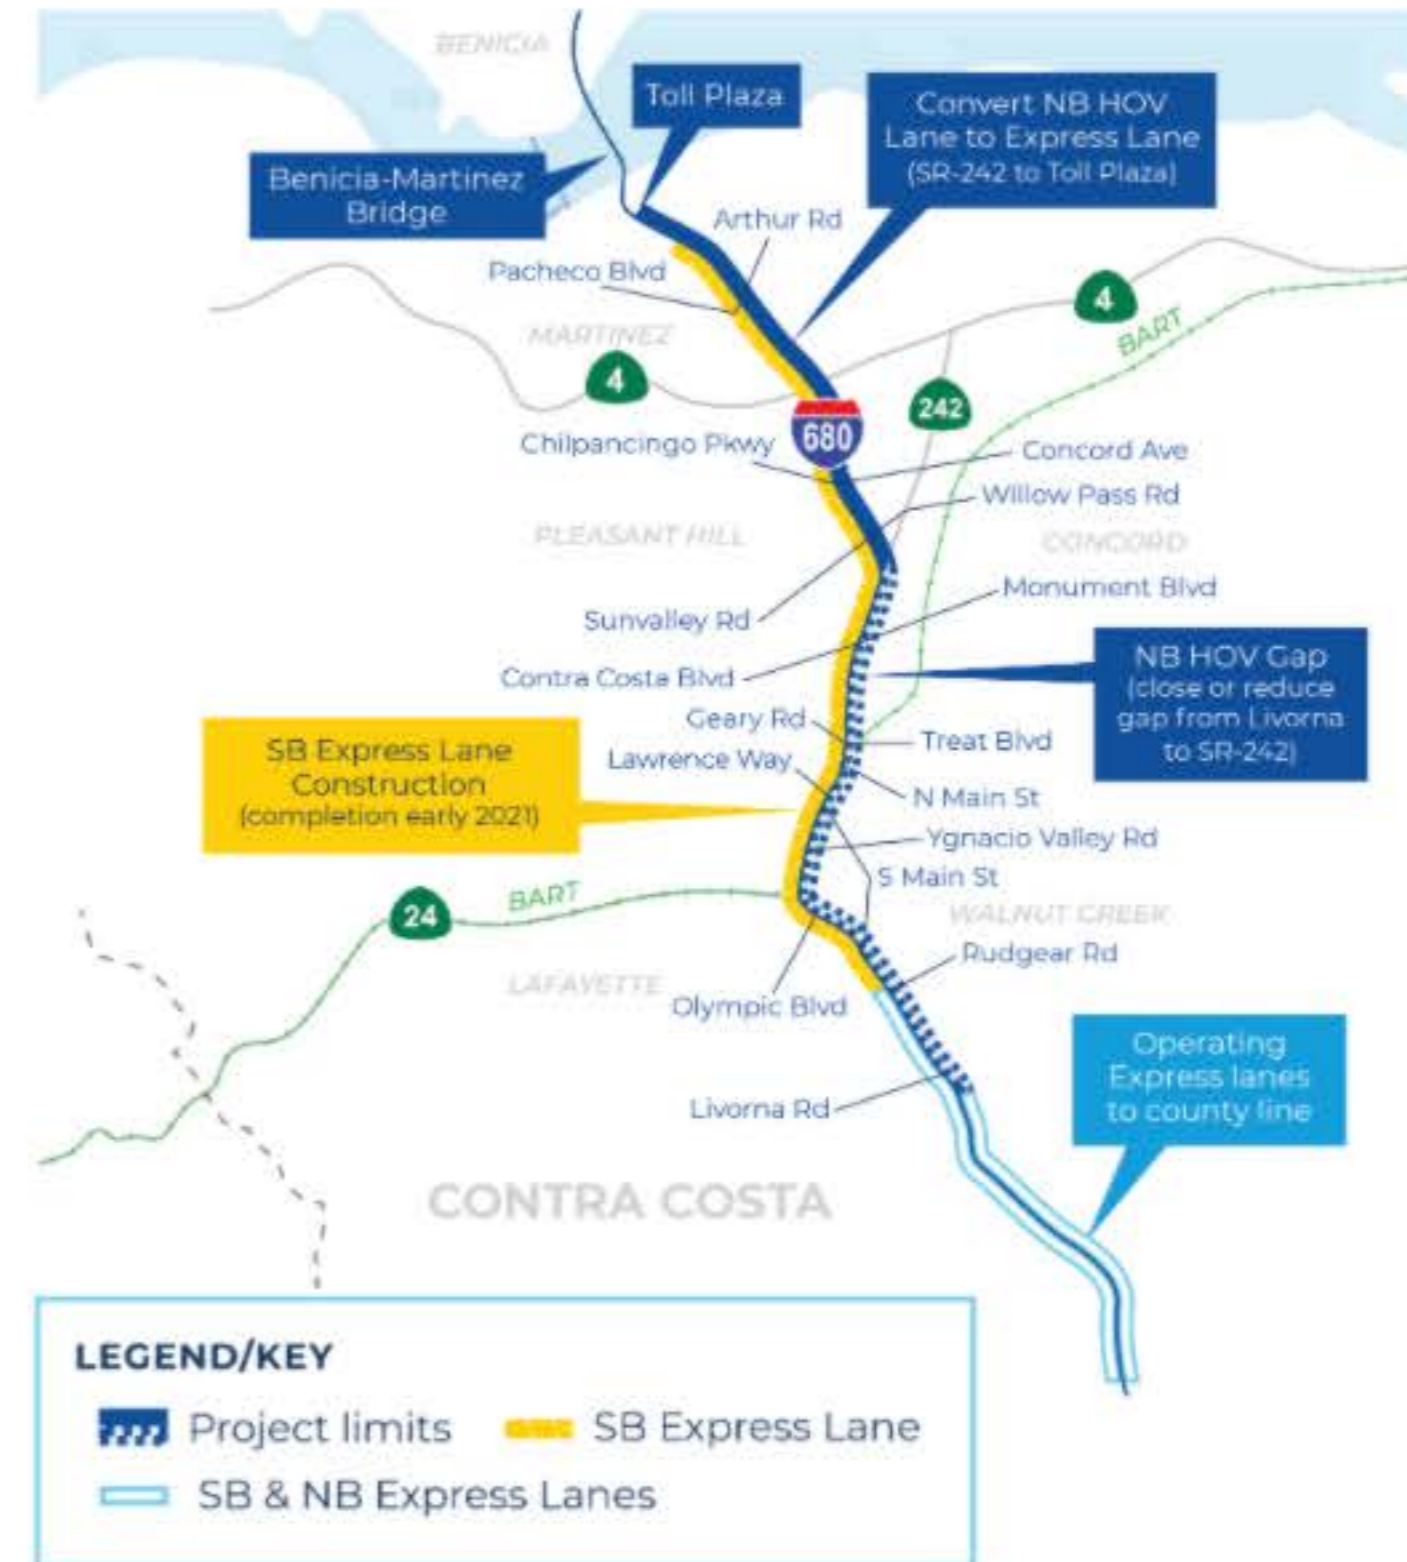 BENICIA
Toll Plaza
Convert NB HOV
Lane to Express Lane
(SR-242 to Toll Plaza)
Benicia-Martinez
Bridge
Arthur Rd
Pacheco Blvd
MARTINEZ
4
BART
4
242
680
Chilpancingo Pkwy
Concord Ave
Willow Pass Rd
PLEASANT HILL
CONCORD
Monument Blvd
Sunvalley Rd
NB HOV Gap
(close or reduce
gap from Livorna
to SR-242)
Contra Costa Blvd
Geary Rd
Treat Blvd
SB Express Lane
Construction
(completion early 2021)
Lawrence Way
N Main St
Ygnacio Valley Rd
S Main St
BART
24
WALNUT CREEK
Rudgear Rd
LAFAYETTE
Olympic Blvd
Operating
Express lanes
to county line
Livorna Rd
CONTRA COSTA
LEGEND/KEY
Project limits
SB Express Lane
SB & NB Express Lanes